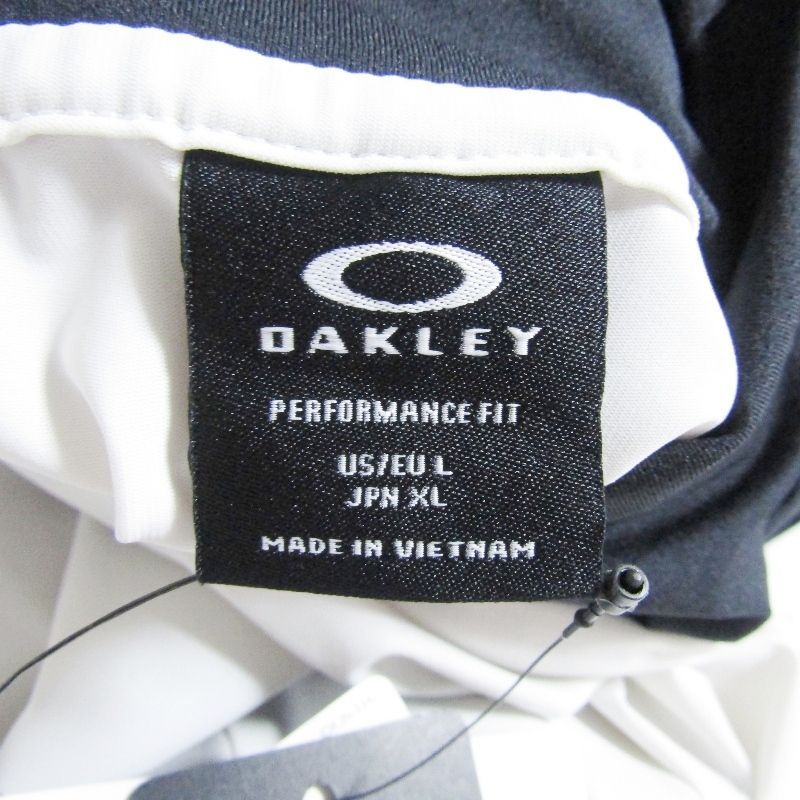 OAKLEY
PERFORMANCE FIT
US/EU L
JPN XL
MADE IN VIETNAM